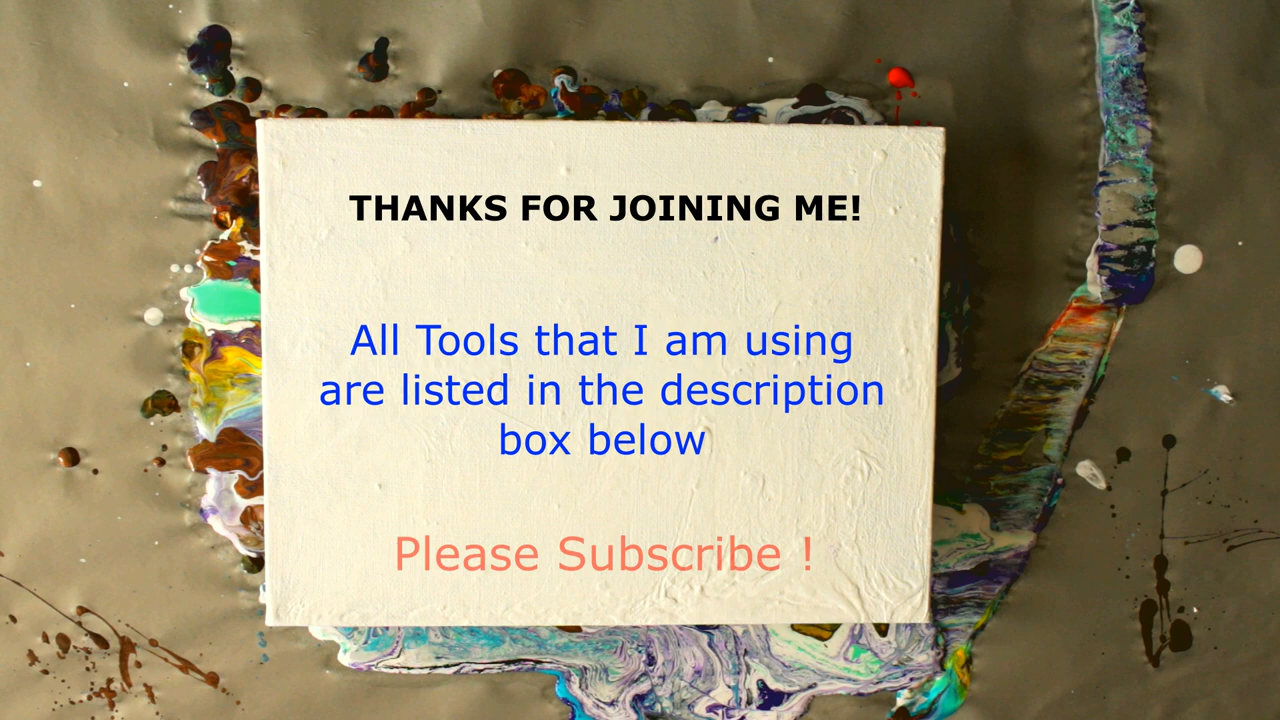 THANKS FOR JOINING ME!
All Tools that I am using
are listed in the description
box below
Please Subscribe !